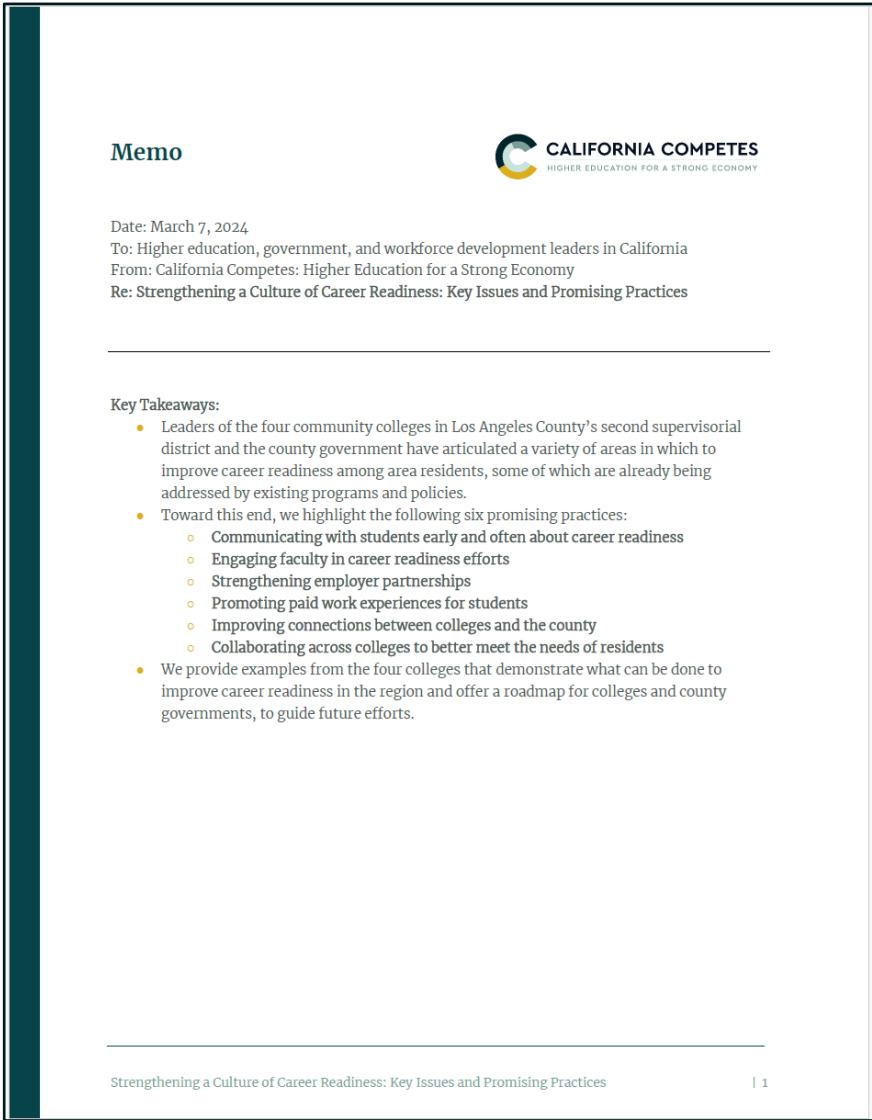 Memo
CALIFORNIA COMPETES
HIGHER EDUCATION FOR A STRONG ECONOMY
Date: March 7, 2024
To: Higher education, government, and workforce development leaders in California
From: California Competes: Higher Education for a Strong Economy
Re: Strengthening a Culture of Career Readiness: Key Issues and Promising Practices
Key Takeaways:
● Leaders of the four community colleges in Los Angeles County’s second supervisorial
district and the county government have articulated a variety of areas in which to
improve career readiness among area residents, some of which are already being
addressed by existing programs and policies.
● Toward this end, we highlight the following six promising practices:
○ Communicating with students early and often about career readiness
○ Engaging faculty in career readiness efforts
○ Strengthening employer partnerships
○ Promoting paid work experiences for students
○ Improving connections between colleges and the county
○ Collaborating across colleges to better meet the needs of residents
● We provide examples from the four colleges that demonstrate what can be done to
improve career readiness in the region and offer a roadmap for colleges and county
governments, to guide future efforts.
Strengthening a Culture of Career Readiness: Key Issues and Promising Practices | 1